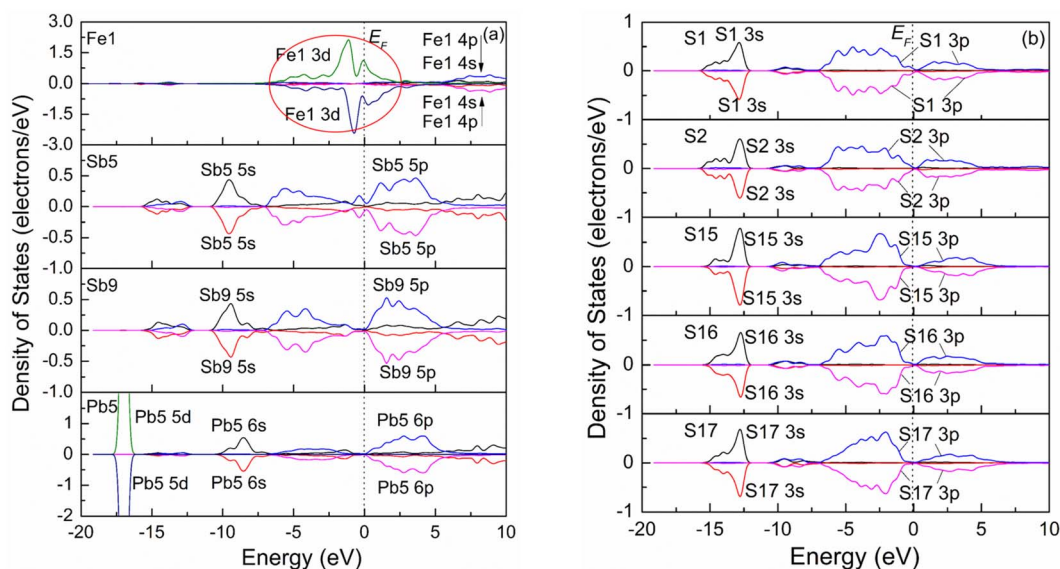 Density of States (electrons/eV)
3.0
1.5
0.0
-1.5
-3.0
Fe1
Fe1 3d
Fe1 3d
E_F
(a)
Fe1 4p
Fe1 4s
Fe1 4s
Fe1 4p
0.5
0.0
-0.5
-1.0
Sb5
Sb5 5s
Sb5 5s
Sb5 5p
Sb5 5p
0.5
0.0
-0.5
-1.0
Sb9
Sb9 5s
Sb9 5s
Sb9 5p
Sb9 5p
1
0
-1
-2
Pb5
Pb5 5d
Pb5 5d
Pb5 6s
Pb5 6s
Pb5 6p
Pb5 6p
-20 -15 -10 -5 0 5 10
Energy (eV)
Density of States (electrons/eV)
1
0
-1
S1
S1 3s
S1 3s
E_F
S1 3p
S1 3p
(b)
0
-1
S2
S2 3s
S2 3s
S2 3p
S2 3p
0
-1
S15
S15 3s
S15 3s
S15 3p
S15 3p
0
-1
S16
S16 3s
S16 3s
S16 3p
S16 3p
0
-1
S17
S17 3s
S17 3s
S17 3p
S17 3p
-20 -15 -10 -5 0 5 10
Energy (eV)